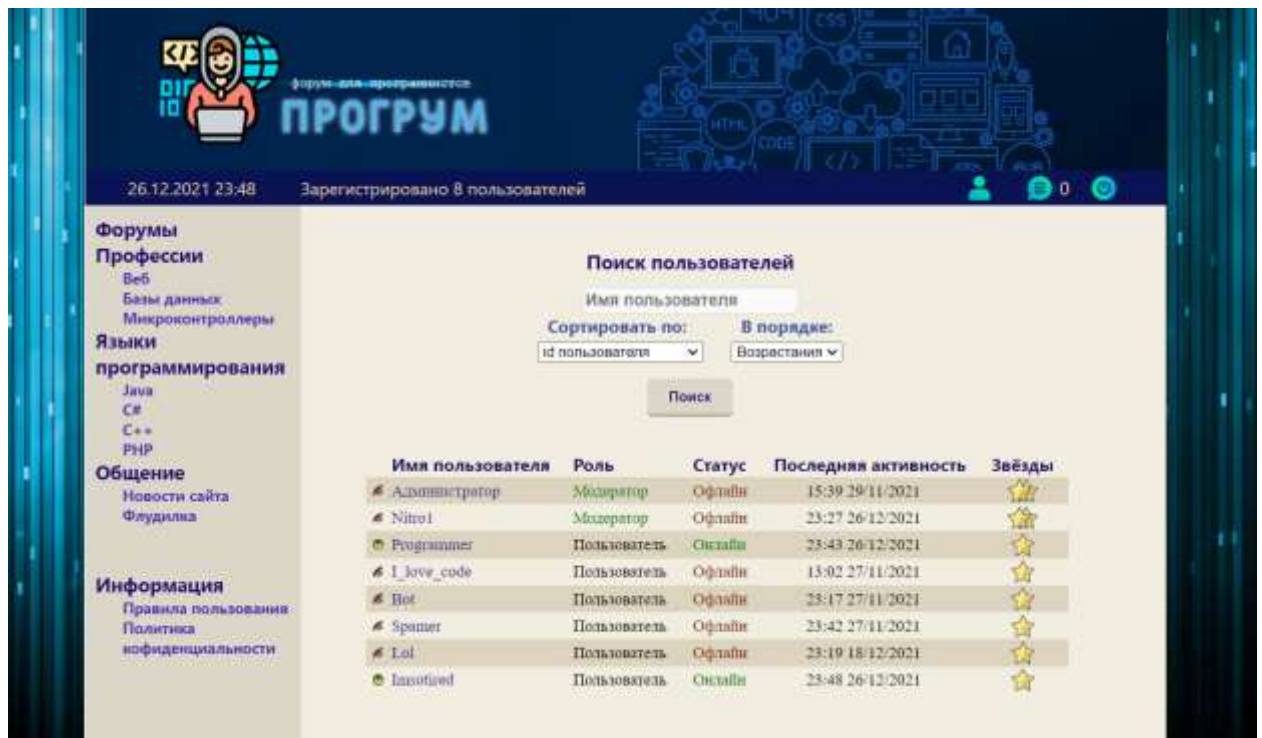 </>
404
CSS
HTML
CODE
</>
форум для программистов
ПРОГРУМ
26.12.2021 23:48
Зарегистрировано 8 пользователей
0
Форумы
Профессии
Веб
Базы данных
Микроконтроллеры
Языки
программирования
Java
C#
C++
PHP
Общение
Новости сайта
Флудилка
Информация
Правила пользования
Политика
кофиденциальности
Поиск пользователей
Имя пользователя
Сортировать по: В порядке:
id пользователя Возрастания
Поиск
Имя пользователя Роль Статус Последняя активность Звёзды
Администратор Модератор Офлайн 15:39 29/11/2021
Nitro1 Модератор Офлайн 23:27 26/12/2021
Programmer Пользователь Онлайн 23:43 26/12/2021
I_love_code Пользователь Офлайн 13:02 27/11/2021
Bot Пользователь Офлайн 23:17 27/11/2021
Spamer Пользователь Офлайн 23:42 27/11/2021
Lol Пользователь Офлайн 23:19 18/12/2021
Imsotired Пользователь Онлайн 23:48 26/12/2021